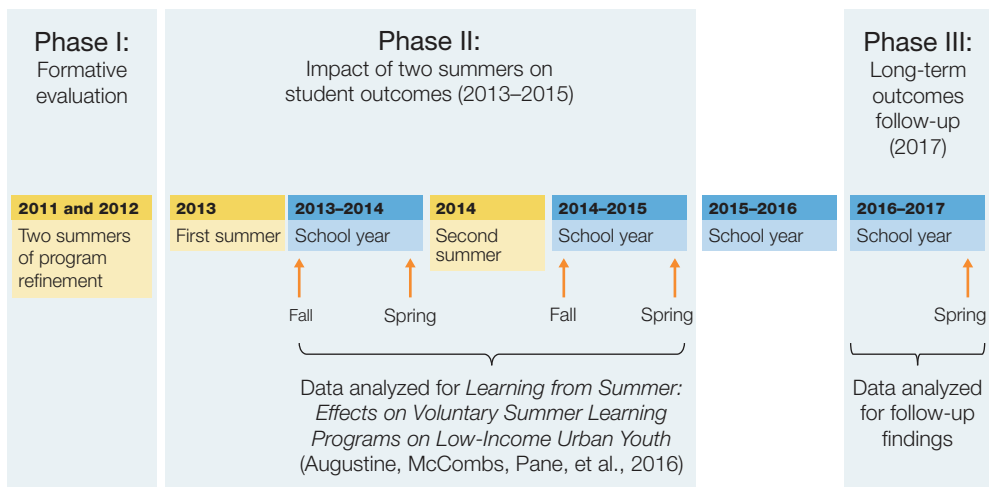 Phase I:
Formative
evaluation
Phase II:
Impact of two summers on
student outcomes (2013–2015)
Phase III:
Long-term
outcomes
follow-up
(2017)
2011 and 2012
Two summers
of program
refinement
2013
First summer
2013–2014
School year
2014
Second
summer
2014–2015
School year
2015–2016
School year
2016–2017
School year
Fall
Spring
Fall
Spring
Spring
Data analyzed for Learning from Summer:
Effects on Voluntary Summer Learning
Programs on Low-Income Urban Youth
(Augustine, McCombs, Pane, et al., 2016)
Data analyzed
for follow-up
findings